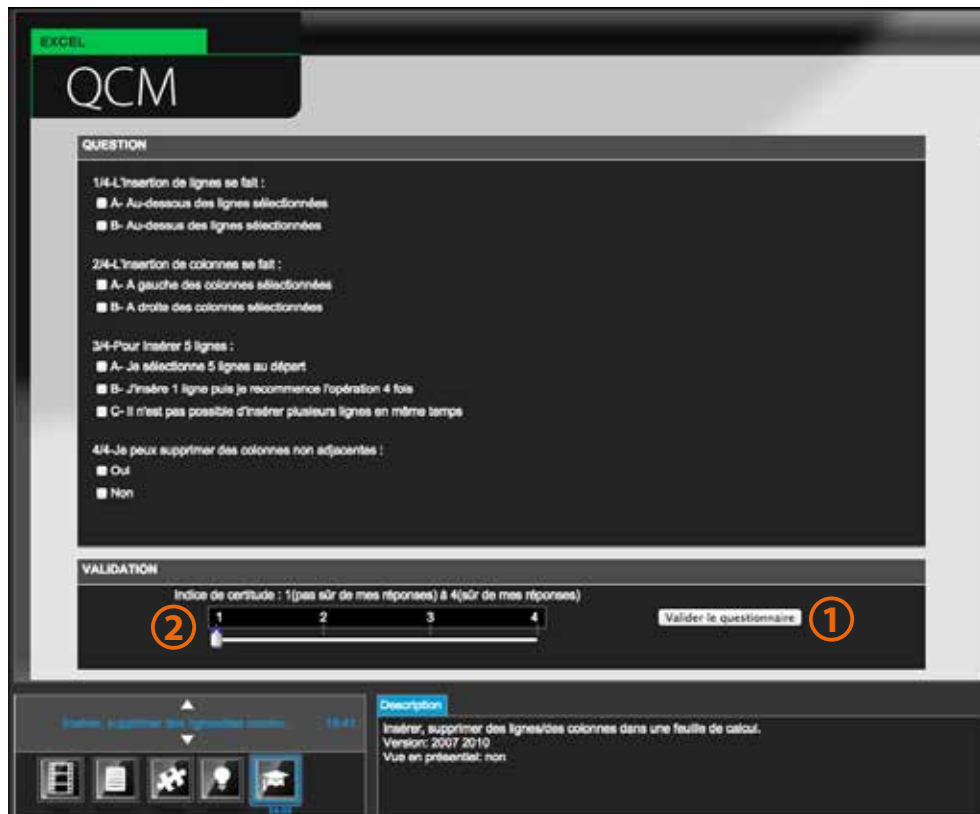 EXCEL
QCM
QUESTION
1/4-L'insertion de lignes se fait :
A- Au-dessous des lignes sélectionnées
B- Au-dessus des lignes sélectionnées
2/4-L'insertion de colonnes se fait :
A- A gauche des colonnes sélectionnées
B- A droite des colonnes sélectionnées
3/4-Pour insérer 5 lignes :
A- Je sélectionne 5 lignes au départ
B- J'insère 1 ligne puis je recommence l'opération 4 fois
C- Il n'est pas possible d'insérer plusieurs lignes en même temps
4/4-Je peux supprimer des colonnes non adjacentes :
Oui
Non
VALIDATION
Indice de certitude : 1(pas sûr de mes réponses) à 4(sûr de mes réponses)
1 2 3 4
2
Valider le questionnaire
1
Description
Insérer, supprimer des lignes/des colonnes dans une feuille de calcul.
Version: 2007 2010
Vue en présentiel: non